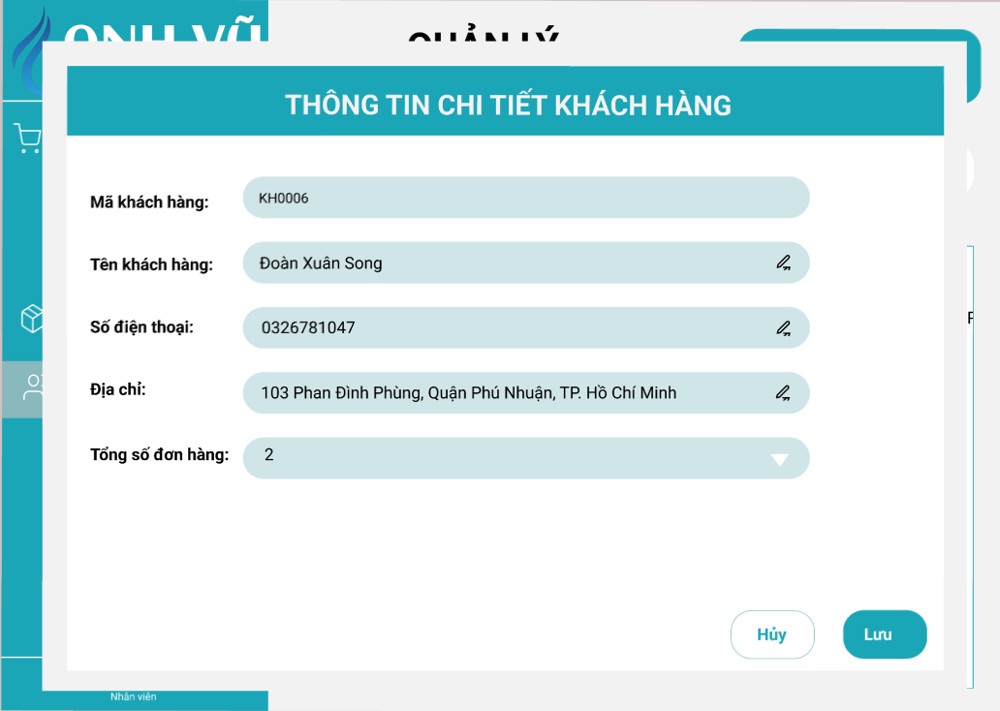 QUẢN LÝ
THÔNG TIN CHI TIẾT KHÁCH HÀNG
Mã khách hàng: KH0006
Tên khách hàng: Đoàn Xuân Song
Số điện thoại: 0326781047
Địa chỉ: 103 Phan Đình Phùng, Quận Phú Nhuận, TP. Hồ Chí Minh
Tổng số đơn hàng: 2
Hủy Lưu
Nhân viên